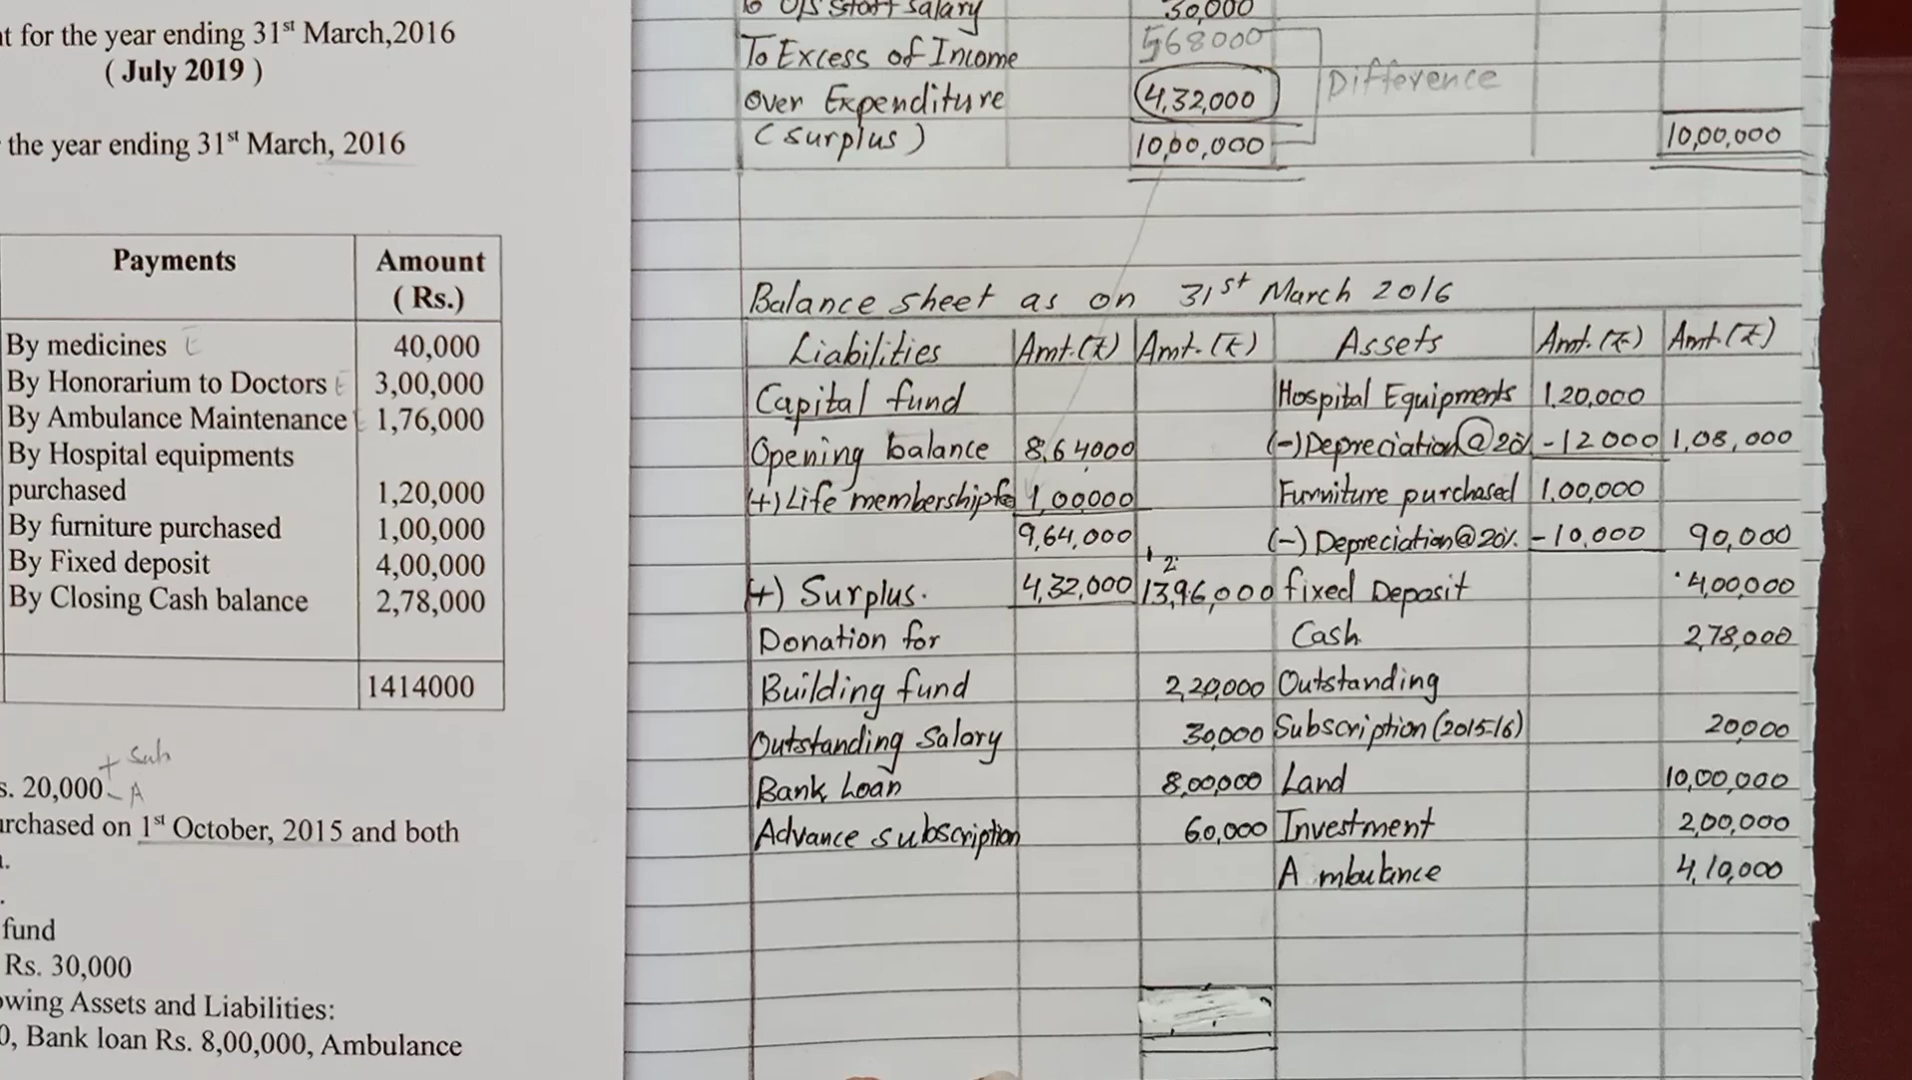 nt for the year ending 31st March,2016
( July 2019 )
the year ending 31st March, 2016
Payments Amount
( Rs.)
By medicines E 40,000
By Honorarium to Doctors E 3,00,000
By Ambulance Maintenance E 1,76,000
By Hospital equipments
purchased 1,20,000
By furniture purchased 1,00,000
By Fixed deposit 4,00,000
By Closing Cash balance 2,78,000
1414000
+ Sub
s. 20,000 - A
urchased on 1st October, 2015 and both
fund
Rs. 30,000
owing Assets and Liabilities:
0, Bank loan Rs. 8,00,000, Ambulance
To O/S Staff Salary 30,000
568000
To Excess of Income
Over Expenditure 4,32,000 Difference
(Surplus) 10,00,000 10,00,000
Balance sheet as on 31st March 2016
Liabilities Amt.(₹) Amt.(₹) Assets Amt.(₹) Amt.(₹)
Capital fund Hospital Equipments 1,20,000
Opening balance 8,64000 (-) Depreciation@20% -12000 1,08,000
(+) Life membership fe 1,00000 Furniture purchased 1,00,000
9,64,000 (-) Depreciation@20%. -10,000 90,000
1 2
(+) Surplus. 4,32,000 13,96,000 fixed Deposit 4,00,000
Donation for Cash 2,78,000
Building fund 2,20,000 Outstanding
Outstanding Salary 30,000 Subscription (2015-16) 20,000
Bank Loan 8,00,000 Land 10,00,000
Advance subscription 60,000 Investment 2,00,000
Ambulance 4,10,000